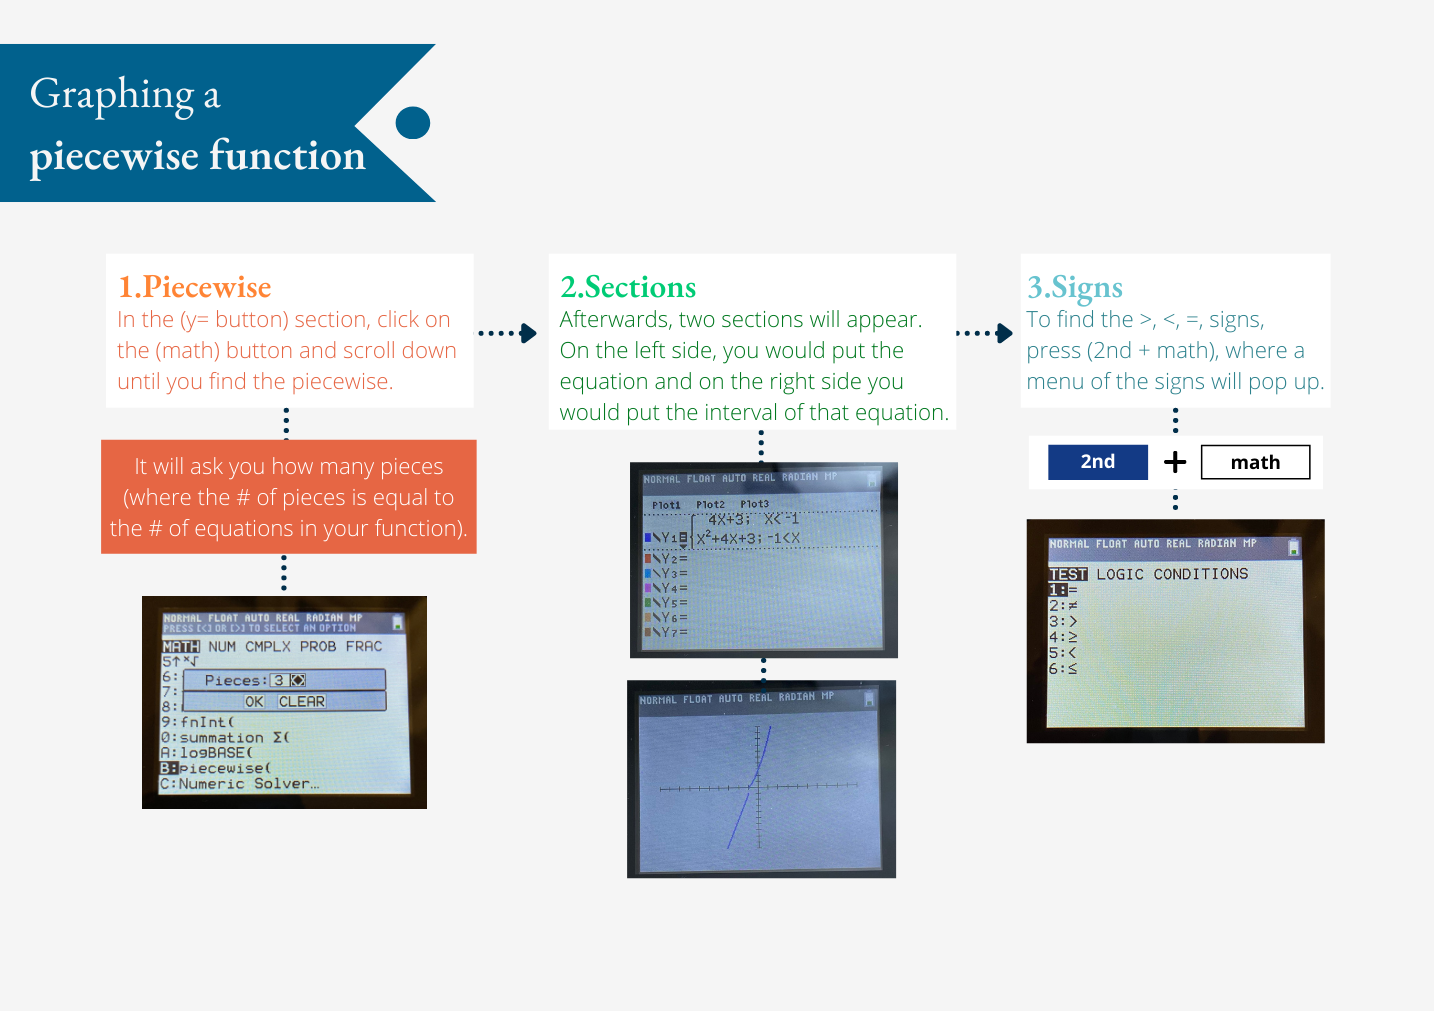 Graphing a
piecewise function
1.Piecewise
In the (y= button) section, click on
the (math) button and scroll down
until you find the piecewise.
It will ask you how many pieces
(where the # of pieces is equal to
the # of equations in your function).
NORMAL FLOAT AUTO REAL RADIAN MP
PRESS [<] OR [>] TO SELECT AN OPTION
MATH NUM CMPLX PROB FRAC
5↑ˣ√
6:
Pieces: 3
7:
8:
OK CLEAR
9:fnInt(
0:summation Σ(
A:logBASE(
B:piecewise(
C:Numeric Solver…
2.Sections
Afterwards, two sections will appear.
On the left side, you would put the
equation and on the right side you
would put the interval of that equation.
NORMAL FLOAT AUTO REAL RADIAN MP
Plot1 Plot2 Plot3
4X+3; X<-1
\Y₁= X²+4X+3; -1<X
\Y₂=
\Y₃=
\Y₄=
\Y₅=
\Y₆=
\Y₇=
NORMAL FLOAT AUTO REAL RADIAN MP
3.Signs
To find the >, <, =, signs,
press (2nd + math), where a
menu of the signs will pop up.
2nd + math
NORMAL FLOAT AUTO REAL RADIAN MP
TEST LOGIC CONDITIONS
1:=
2:≠
3:>
4:≥
5:<
6:≤